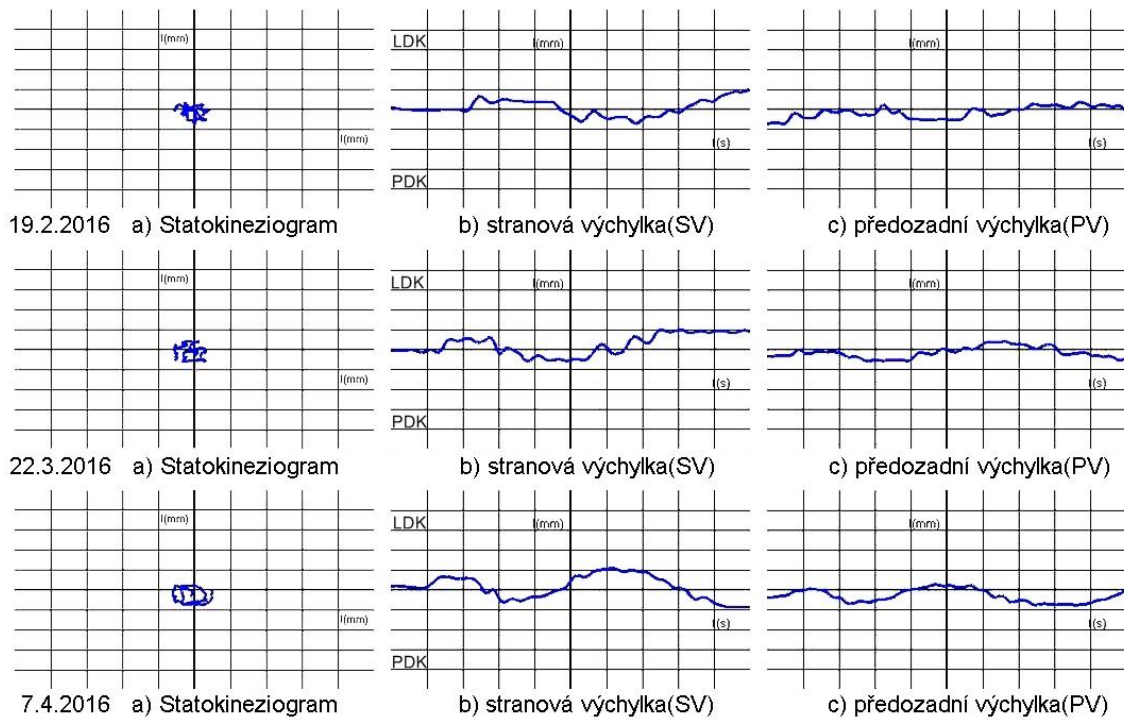 l(mm)
l(mm)
LDK
l(mm)
l(s)
PDK
l(mm)
l(s)
19.2.2016 a) Statokineziogram b) stranová výchylka(SV) c) předozadní výchylka(PV)
l(mm)
l(mm)
LDK
l(mm)
l(s)
PDK
l(mm)
l(s)
22.3.2016 a) Statokineziogram b) stranová výchylka(SV) c) předozadní výchylka(PV)
l(mm)
l(mm)
LDK
l(mm)
l(s)
PDK
l(mm)
l(s)
7.4.2016 a) Statokineziogram b) stranová výchylka(SV) c) předozadní výchylka(PV)